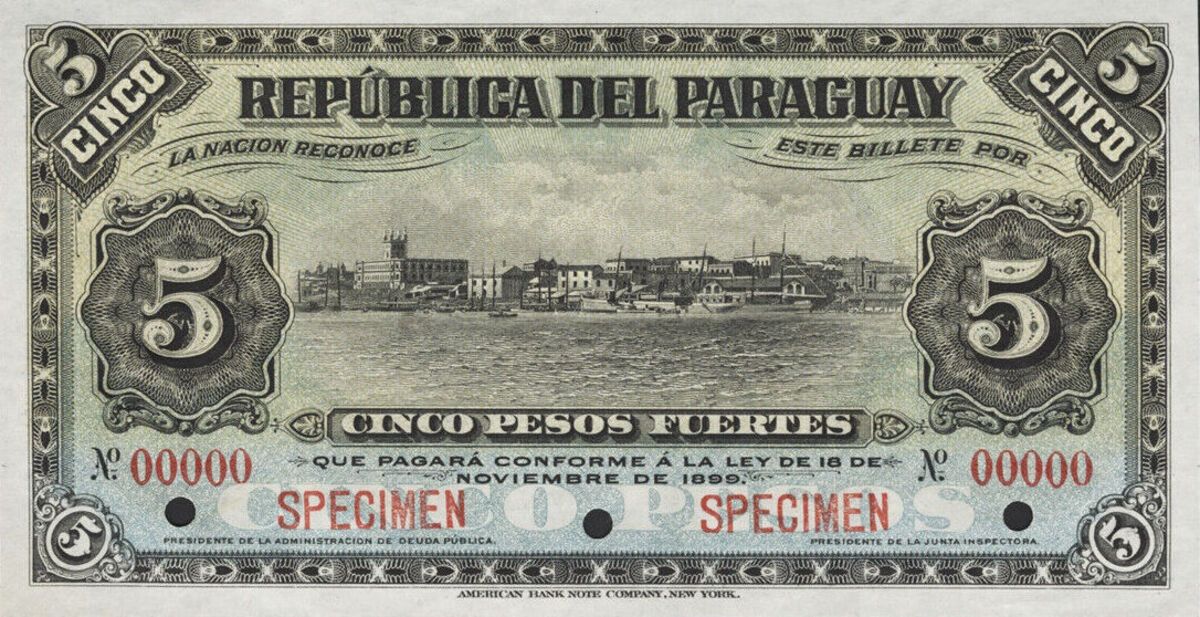 5 CINCO
CINCO 5
REPÚBLICA DEL PARAGUAY
LA NACION RECONOCE
ESTE BILLETE POR
5
5
CINCO PESOS FUERTES
Nº 00000
QUE PAGARÁ CONFORME Á LA LEY DE 18 DE
NOVIEMBRE DE 1899.
Nº 00000
CINCO PESOS
SPECIMEN
SPECIMEN
PRESIDENTE DE LA ADMINISTRACION DE DEUDA PÚBLICA.
PRESIDENTE DE LA JUNTA INSPECTORA.
5
5
AMERICAN BANK NOTE COMPANY, NEW YORK.